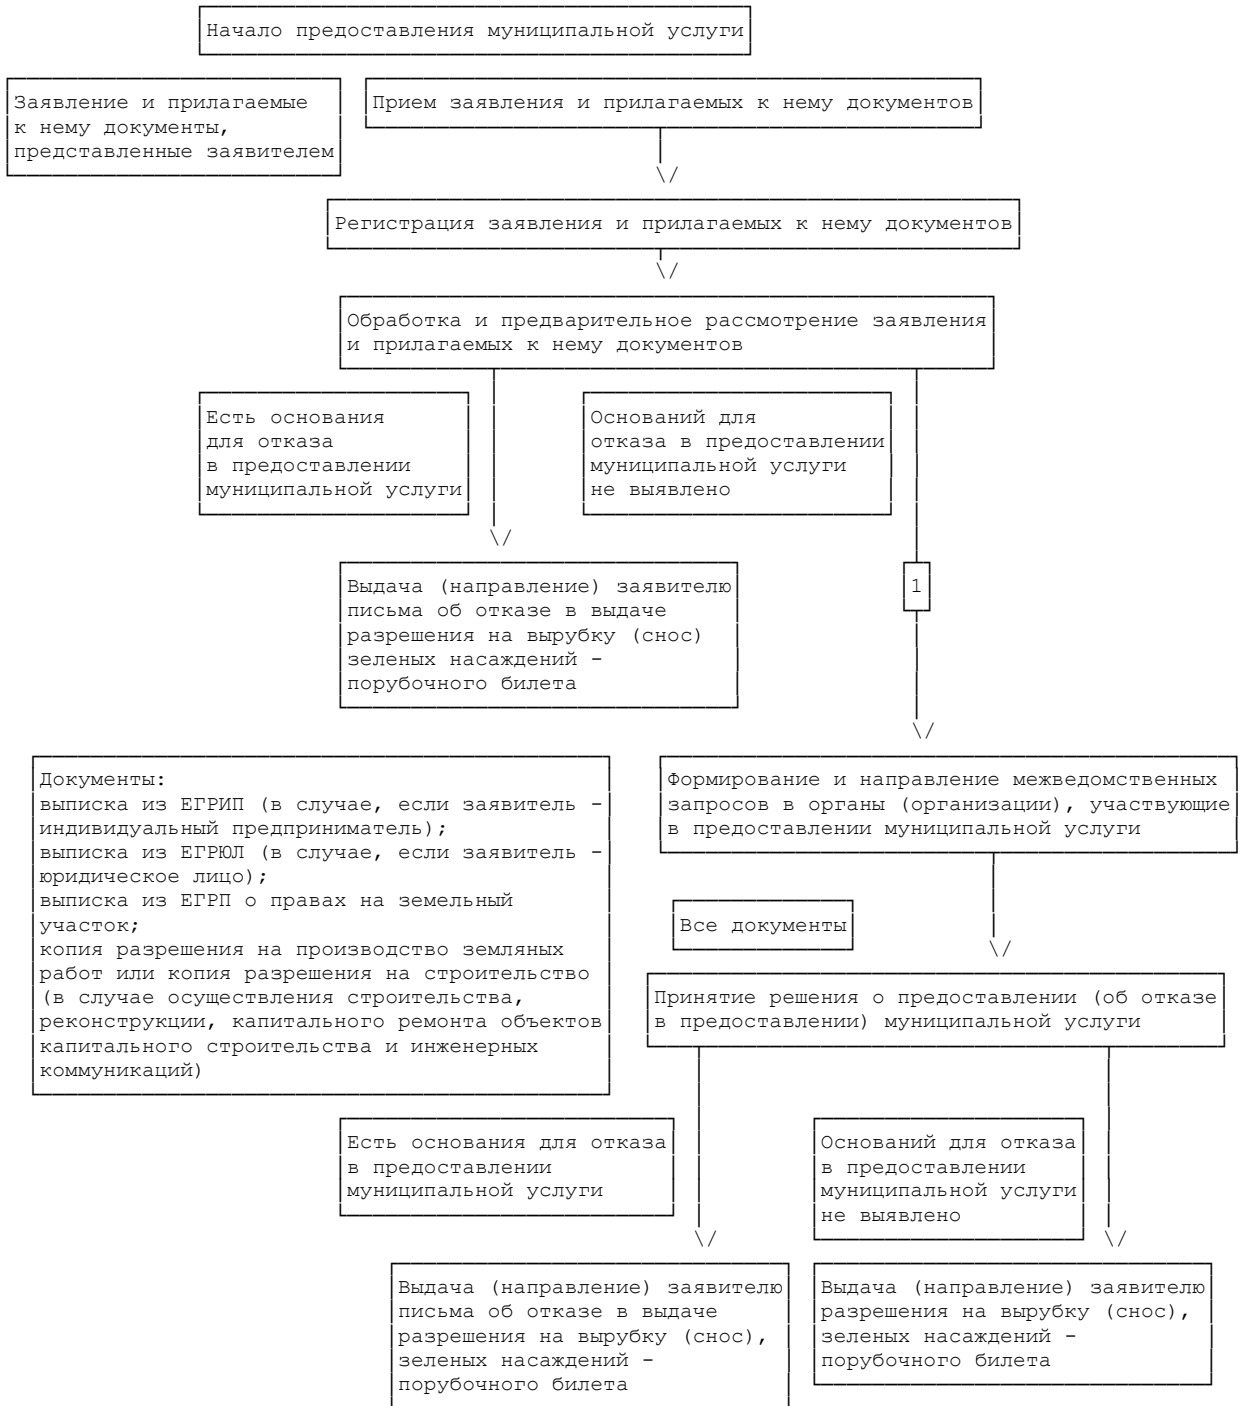 Начало предоставления муниципальной услуги
Заявление и прилагаемые
к нему документы,
представленные заявителем
Прием заявления и прилагаемых к нему документов
Регистрация заявления и прилагаемых к нему документов
Обработка и предварительное рассмотрение заявления
и прилагаемых к нему документов
Есть основания
для отказа
в предоставлении
муниципальной услуги
Оснований для
отказа в предоставлении
муниципальной услуги
не выявлено
Выдача (направление) заявителю
письма об отказе в выдаче
разрешения на вырубку (снос)
зеленых насаждений -
порубочного билета
1
Документы:
выписка из ЕГРИП (в случае, если заявитель -
индивидуальный предприниматель);
выписка из ЕГРЮЛ (в случае, если заявитель -
юридическое лицо);
выписка из ЕГРП о правах на земельный
участок;
копия разрешения на производство земляных
работ или копия разрешения на строительство
(в случае осуществления строительства,
реконструкции, капитального ремонта объектов
капитального строительства и инженерных
коммуникаций)
Формирование и направление межведомственных
запросов в органы (организации), участвующие
в предоставлении муниципальной услуги
Все документы
Принятие решения о предоставлении (об отказе
в предоставлении) муниципальной услуги
Есть основания для отказа
в предоставлении
муниципальной услуги
Оснований для отказа
в предоставлении
муниципальной услуги
не выявлено
Выдача (направление) заявителю
письма об отказе в выдаче
разрешения на вырубку (снос),
зеленых насаждений -
порубочного билета
Выдача (направление) заявителю
разрешения на вырубку (снос),
зеленых насаждений -
порубочного билета